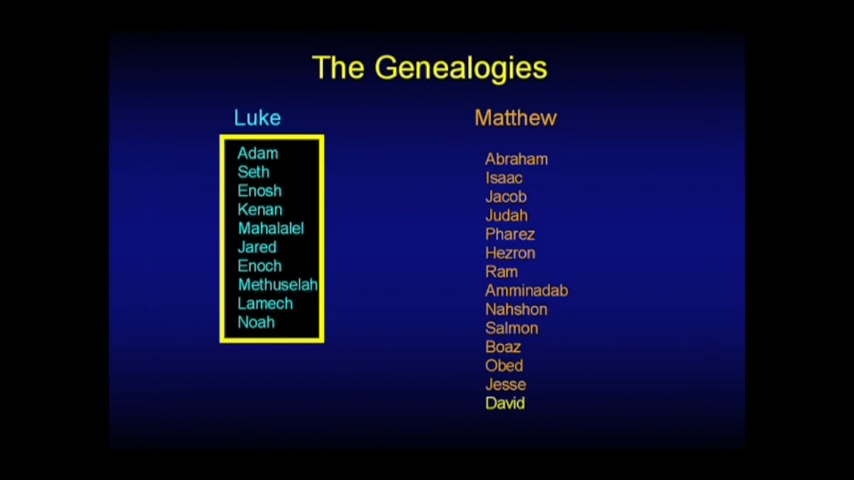 The Genealogies
Luke
Adam
Seth
Enosh
Kenan
Mahalalel
Jared
Enoch
Methuselah
Lamech
Noah
Matthew
Abraham
Isaac
Jacob
Judah
Pharez
Hezron
Ram
Amminadab
Nahshon
Salmon
Boaz
Obed
Jesse
David